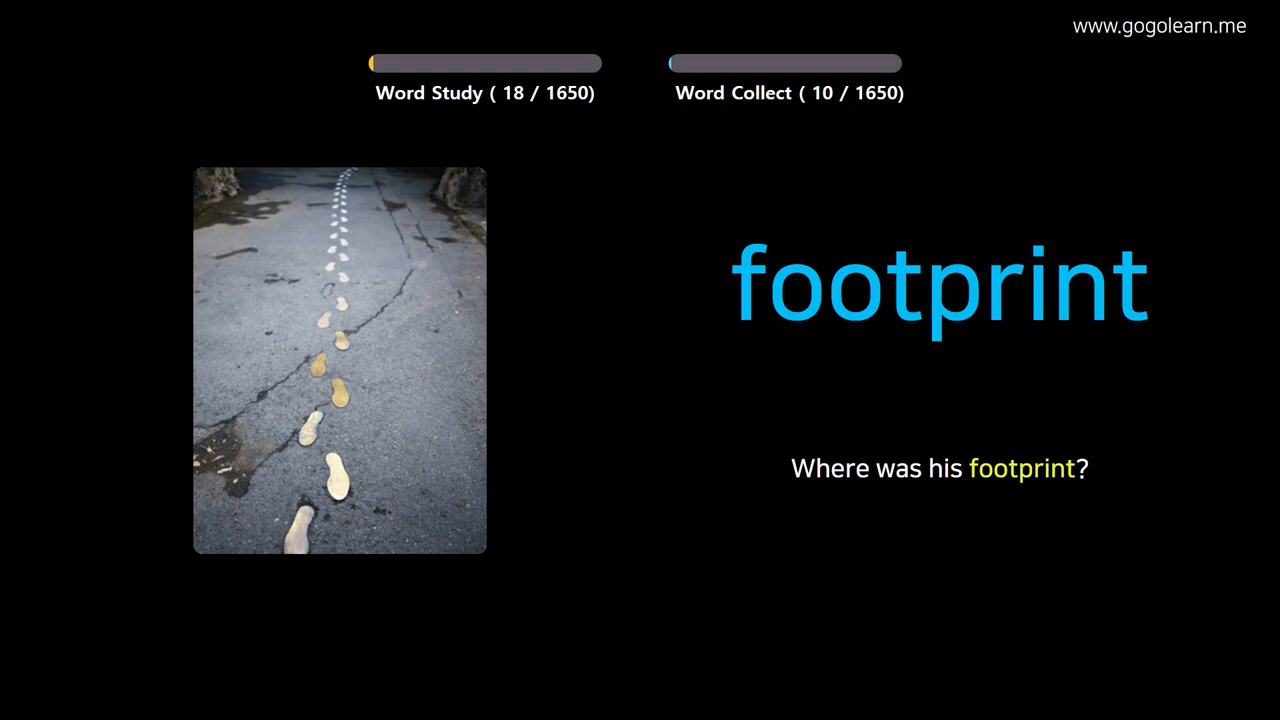 www.gogolearn.me
Word Study ( 18 / 1650)
Word Collect ( 10 / 1650)
footprint
Where was his footprint?